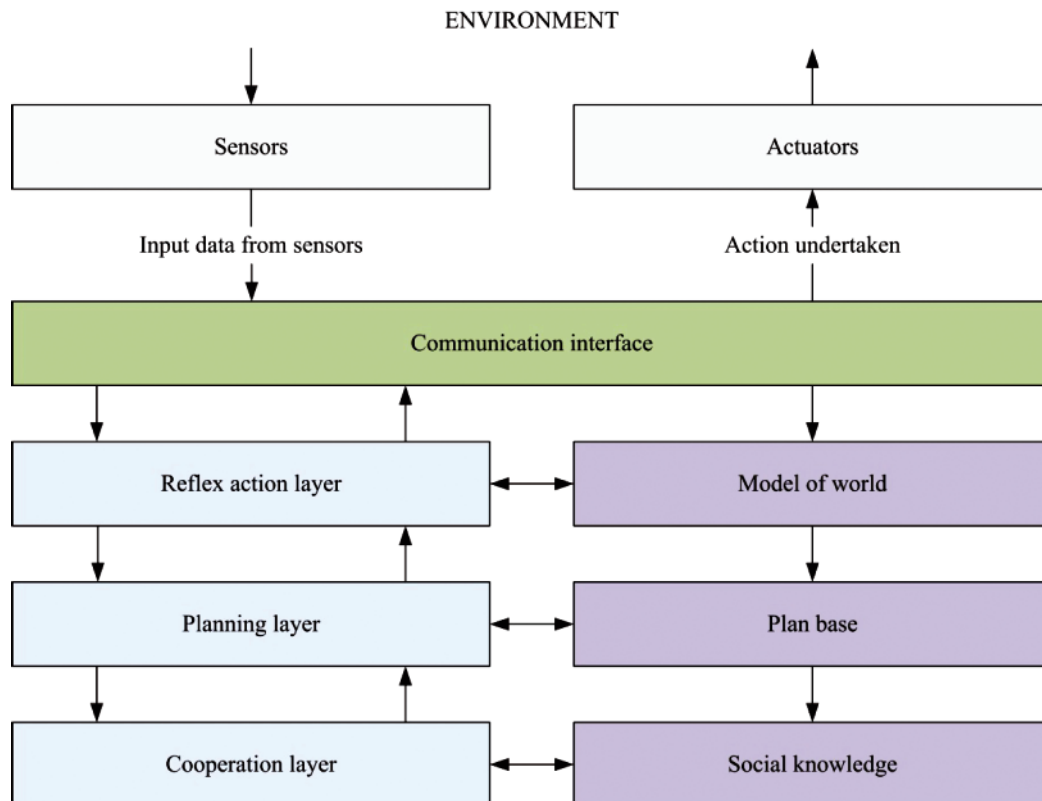 ENVIRONMENT
Sensors
Actuators
Input data from sensors
Action undertaken
Communication interface
Reflex action layer
Model of world
Planning layer
Plan base
Cooperation layer
Social knowledge